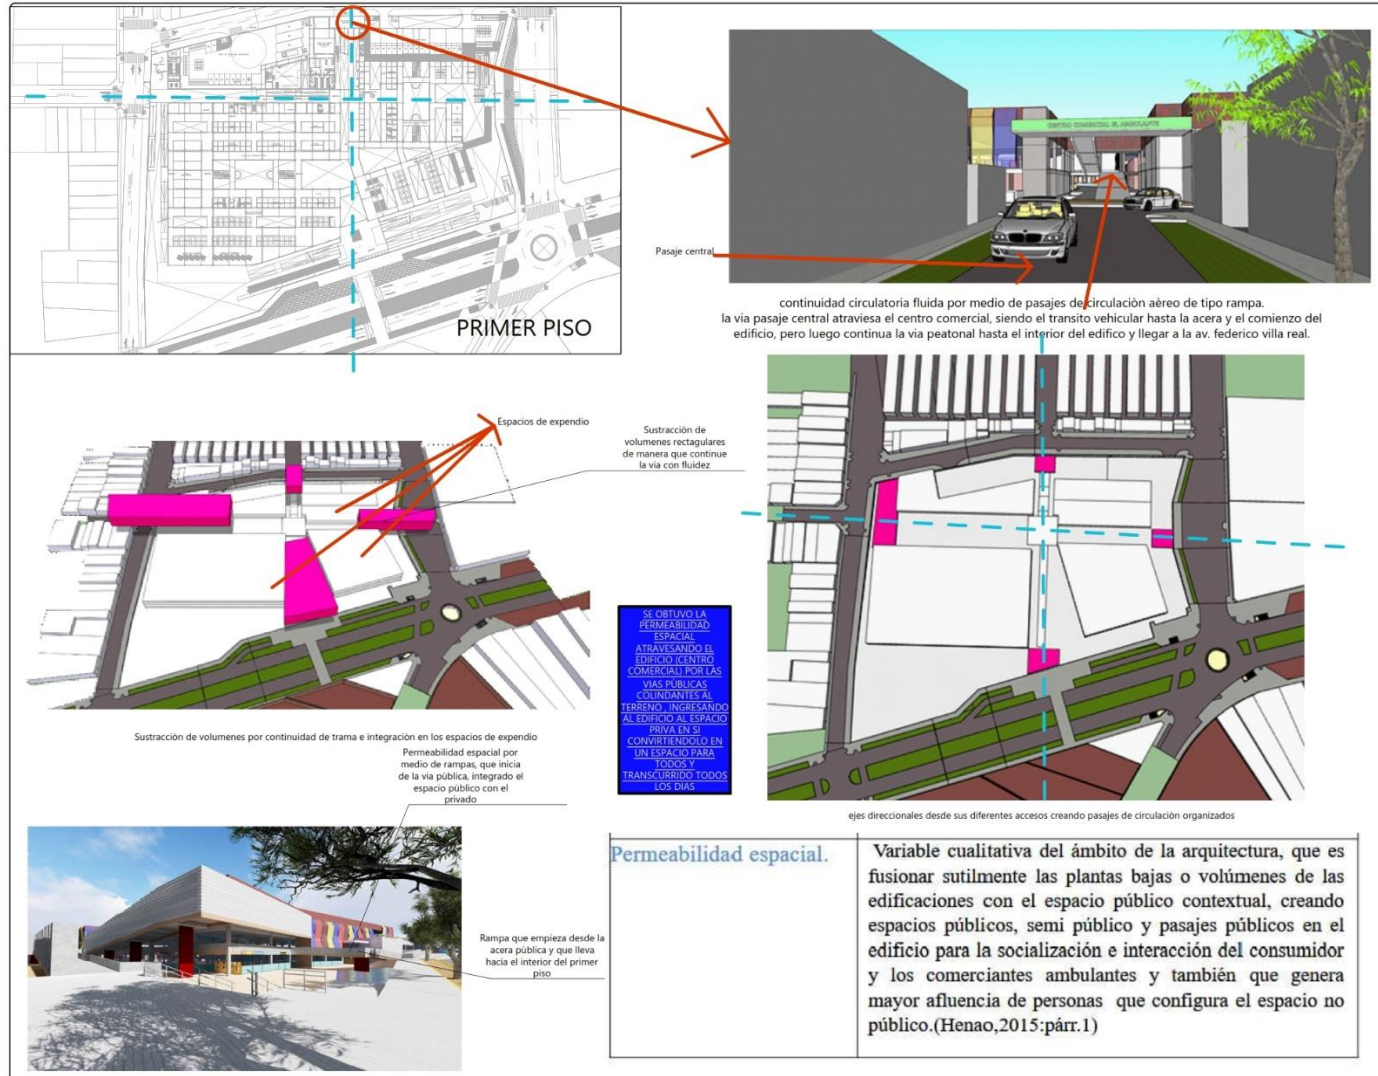 PRIMER PISO
CENTRO COMERCIAL EL AMBULANTE
Pasaje central
continuidad circulatoria fluida por medio de pasajes de circulaciòn aèreo de tipo rampa.
la via pasaje central atraviesa el centro comercial, siendo el transito vehicular hasta la acera y el comienzo del
edificio, pero luego continua la via peatonal hasta el interior del edifico y llegar a la av. federico villa real.
Espacios de expendio
Sustracciòn de
volumenes rectagulares
de manera que continue
la via con fluidez
Sustracciòn de volumenes por continuidad de trama e integraciòn en los espacios de expendio
SE OBTUVO LA
PERMEABILIDAD
ESPACIAL
ATRAVESANDO EL
EDIFICIO (CENTRO
COMERCIAL) POR LAS
VIAS PÚBLICAS
COLINDANTES AL
TERRENO , INGRESANDO
AL EDIFICIO AL ESPACIO
PRIVA EN SI
CONVIRTIENDOLO EN
UN ESPACIO PARA
TODOS Y
TRANSCURRIDO TODOS
LOS DIAS
ejes direccionales desde sus diferentes accesos creando pasajes de circulaciòn organizados
Permeabilidad espacial por
medio de rampas, que inicia
de la via pùblica, integrado el
espacio público con el
privado
Rampa que empieza desde la
acera pùblica y que lleva
hacia el interior del primer
piso
Permeabilidad espacial.
Variable cualitativa del ámbito de la arquitectura, que es
fusionar sutilmente las plantas bajas o volúmenes de las
edificaciones con el espacio público contextual, creando
espacios públicos, semi público y pasajes públicos en el
edificio para la socialización e interacción del consumidor
y los comerciantes ambulantes y también que genera
mayor afluencia de personas que configura el espacio no
público.(Henao,2015:párr.1)